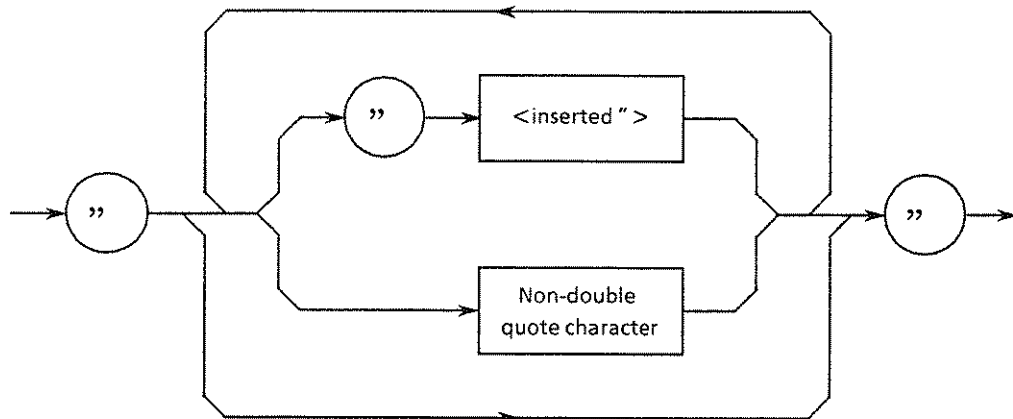 ”
<inserted " >
”
”
Non-double
quote character